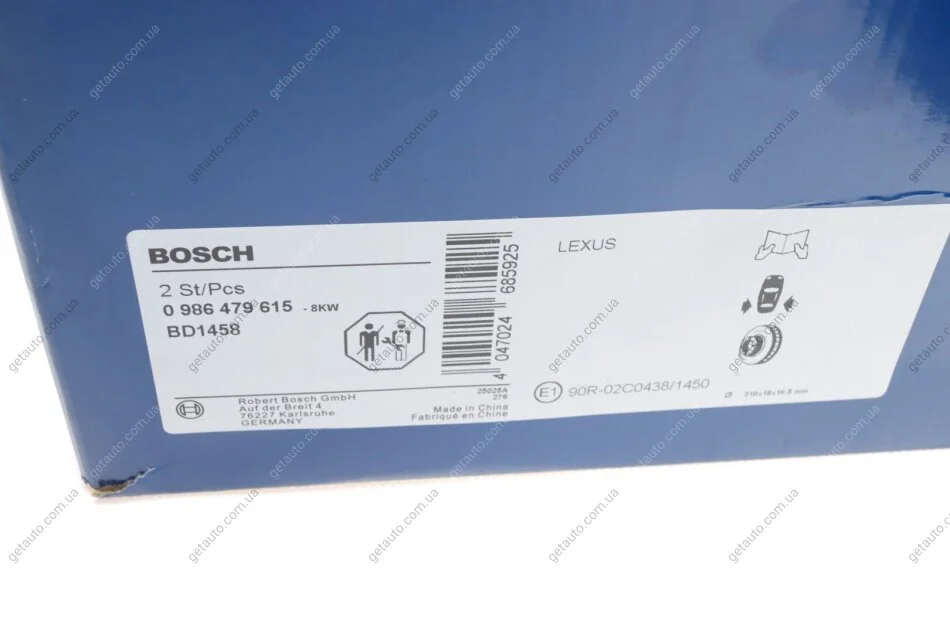 BOSCH
2 St/Pcs
0 986 479 615 - 8KW
BD1458
4 047024 685925
LEXUS
25025A
276
Robert Bosch GmbH
Auf der Breit 4
76227 Karlsruhe
GERMANY
Made in China
Fabriqué en Chine
E1 90R-02C0438/1450
getauto.com.ua